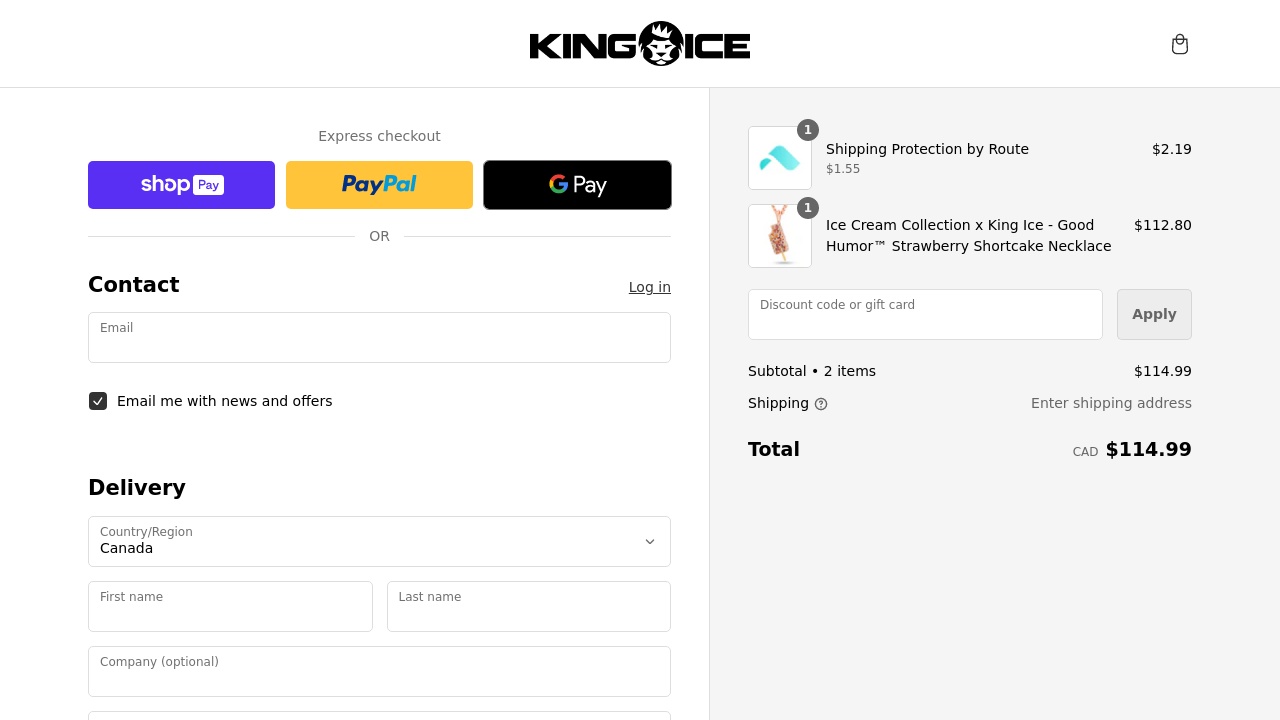 KING ICE
Express checkout
shop Pay
PayPal
G Pay
OR
Contact
Log in
Email
Email me with news and offers
Delivery
Country/Region
Canada
First name
Last name
Company (optional)
1
Shipping Protection by Route
$2.19
$1.55
1
Ice Cream Collection x King Ice - Good
Humor™ Strawberry Shortcake Necklace
$112.80
Discount code or gift card
Apply
Subtotal • 2 items
$114.99
Shipping
Enter shipping address
Total
CAD $114.99